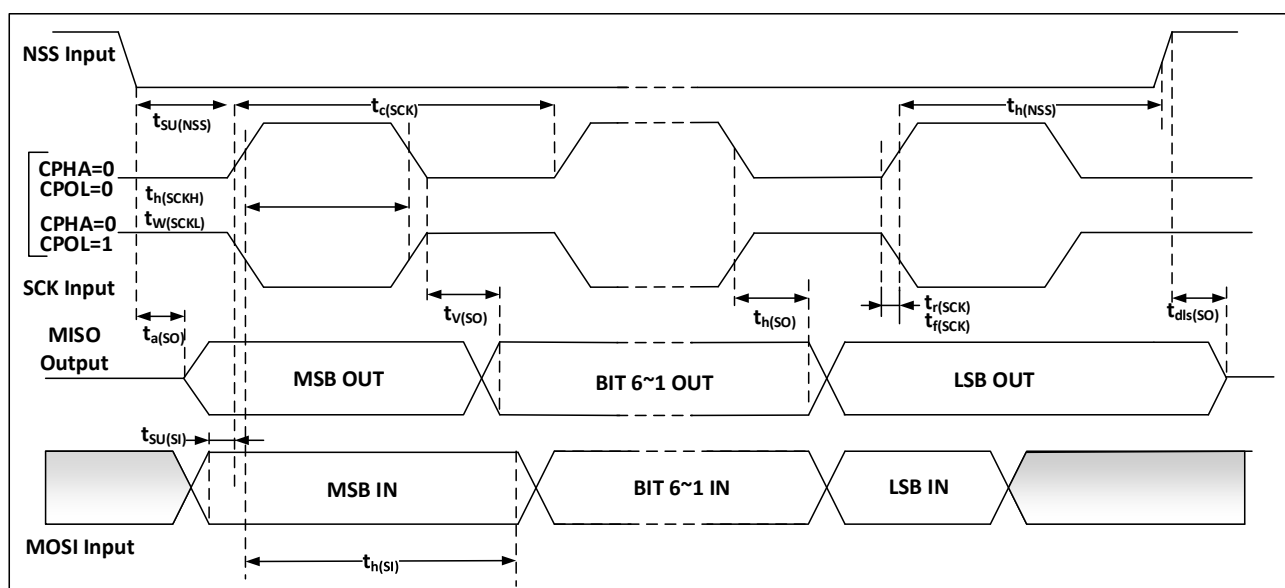 NSS Input
tSU(NSS)
tc(SCK)
th(NSS)
CPHA=0
CPOL=0
th(SCKH)
tW(SCKL)
CPHA=0
CPOL=1
SCK Input
ta(SO)
tV(SO)
th(SO)
tr(SCK)
tf(SCK)
tdls(SO)
MISO
Output
MSB OUT
BIT 6~1 OUT
LSB OUT
tSU(SI)
MSB IN
BIT 6~1 IN
LSB IN
MOSI Input
th(SI)